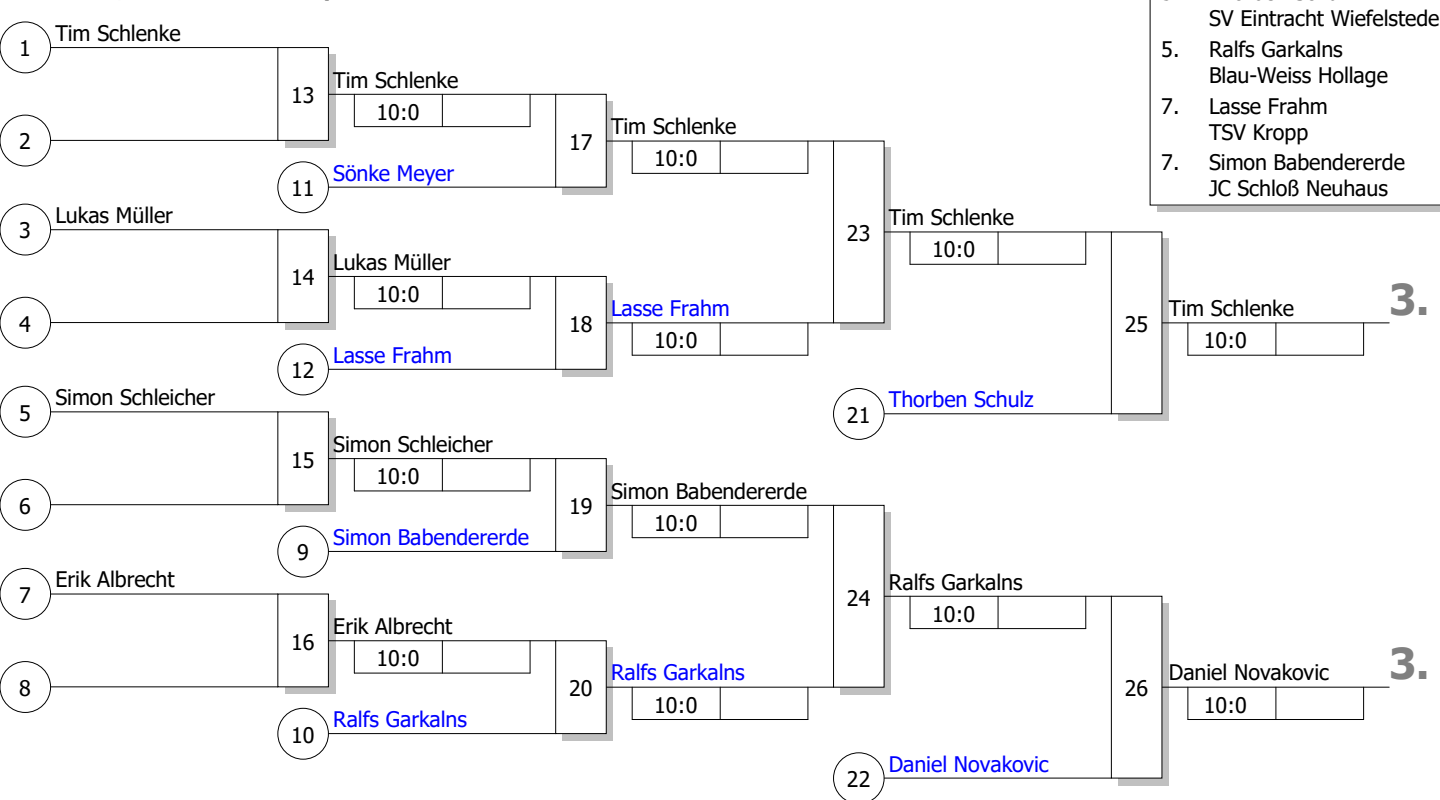 SV Eintracht Wiefelstede
5. Ralfs Garkalns
Blau-Weiss Hollage
7. Lasse Frahm
TSV Kropp
7. Simon Babendererde
JC Schloß Neuhaus
1 Tim Schlenke
2
13 Tim Schlenke
10:0
11 Sönke Meyer
17 Tim Schlenke
10:0
3 Lukas Müller
4
14 Lukas Müller
10:0
12 Lasse Frahm
18 Lasse Frahm
10:0
23 Tim Schlenke
10:0
21 Thorben Schulz
25 Tim Schlenke 3.
10:0
5 Simon Schleicher
6
15 Simon Schleicher
10:0
9 Simon Babendererde
19 Simon Babendererde
10:0
7 Erik Albrecht
8
16 Erik Albrecht
10:0
10 Ralfs Garkalns
20 Ralfs Garkalns
10:0
24 Ralfs Garkalns
10:0
22 Daniel Novakovic
26 Daniel Novakovic 3.
10:0